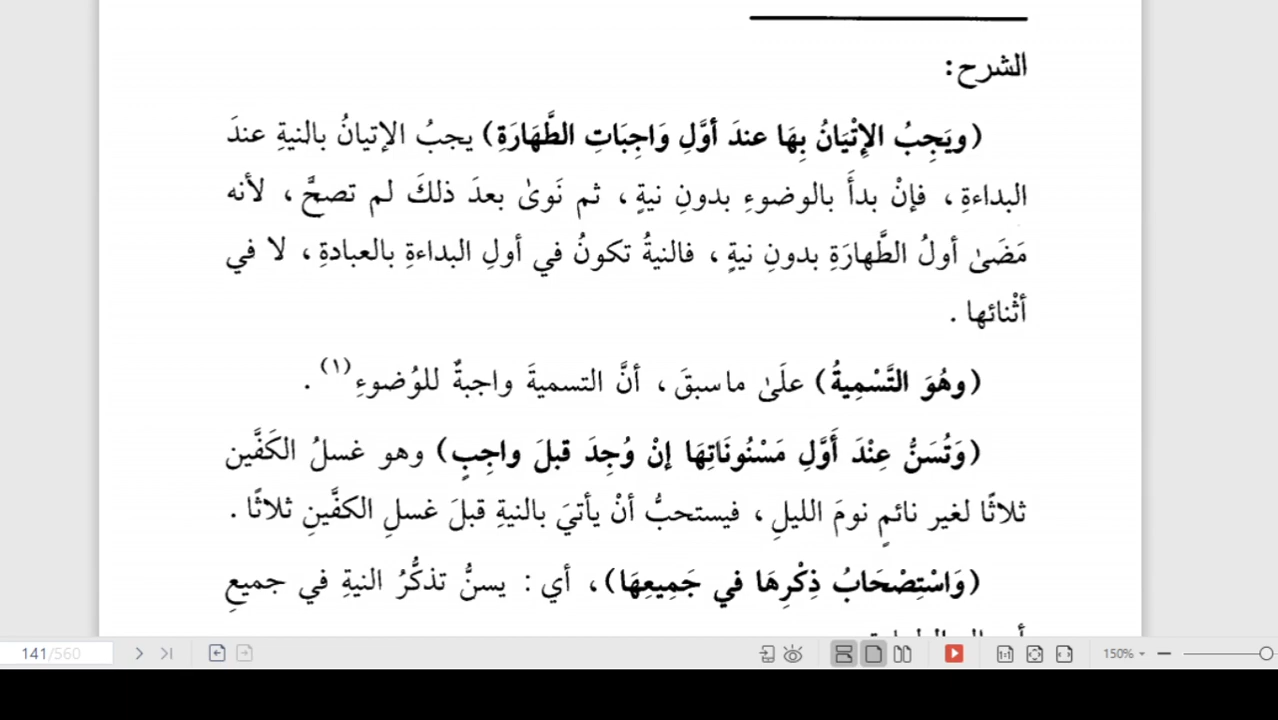 الشرح:
(ويَجِبُ الإِتْيَانُ بِهَا عندَ أوَّلِ وَاجِبَاتِ الطَّهَارَةِ) يجبُ الإتيانُ بالنيةِ عندَ
البداءةِ، فإنْ بدأَ بالوضوءِ بدونِ نيةٍ، ثم نَوىٰ بعدَ ذلكَ لم تصحَّ، لأنه
مَضَىٰ أولُ الطَّهارَةِ بدونِ نيةٍ، فالنيةُ تكونُ في أولِ البداءةِ بالعبادةِ، لا في
أثْنائها.
(وهُوَ التَّسْمِيةُ) علَىٰ ماسبقَ، أنَّ التسميةَ واجبةٌ للوُضوءِ(١).
(وَتُسَنُّ عِنْدَ أَوَّلِ مَسْنُونَاتِهَا إنْ وُجِدَ قبلَ واجِبٍ) وهو غسلُ الكَفَّين
ثلاثًا لغير نائمٍ نومَ الليلِ، فيستحبُّ أنْ يأتيَ بالنيةِ قبلَ غسلِ الكفَّينِ ثلاثًا.
(وَاسْتِصْحَابُ ذِكْرِهَا في جَمِيعِهَا)، أي: يسنُّ تذكُّرُ النيةِ في جميعِ
141/560
150%